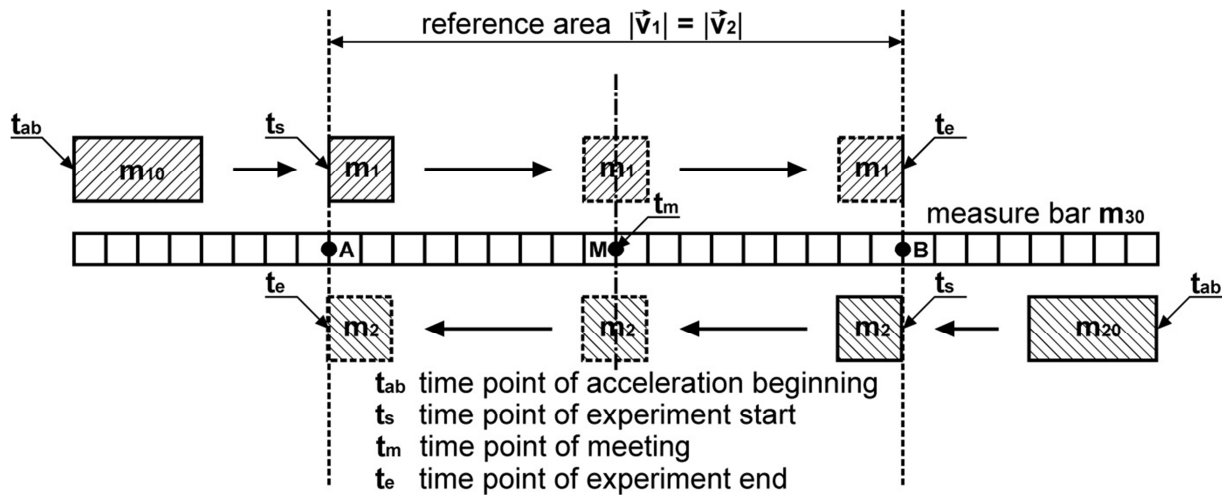 reference area |v⃗1| = |v⃗2|
tab ts te
m10 m1 m1 m1
tm
measure bar m30
A M B
te ts tab
m2 m2 m2 m20
tab time point of acceleration beginning
ts time point of experiment start
tm time point of meeting
te time point of experiment end